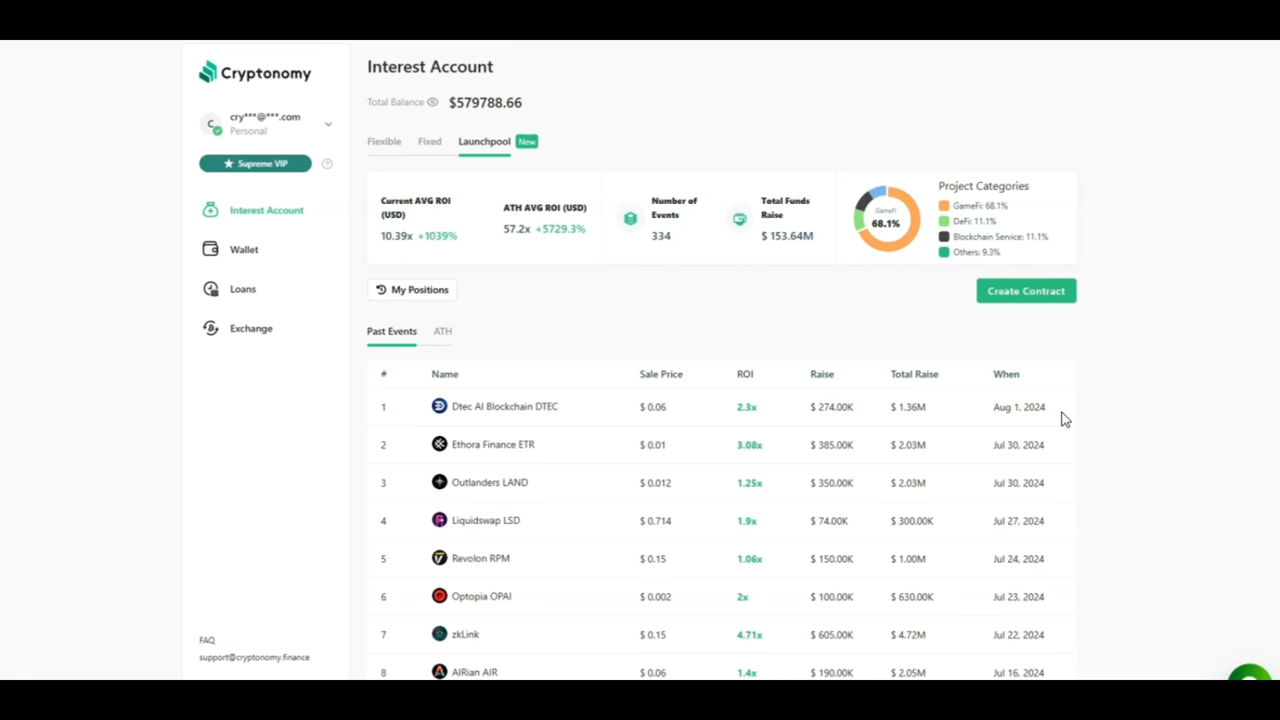 Cryptonomy
cry***@***.com
Personal
Supreme VIP
Interest Account
Wallet
Loans
Exchange
FAQ
support@cryptonomy.finance
Interest Account
Total Balance $579788.66
Flexible Fixed Launchpool New
Current AVG ROI
(USD)
10.39x +1039%
ATH AVG ROI (USD)
57.2x +5729.3%
Number of
Events
334
Total Funds
Raise
$ 153.64M
GameFi
68.1%
Project Categories
GameFi: 68.1%
DeFi: 11.1%
Blockchain Service: 11.1%
Others: 9.3%
My Positions
Create Contract
Past Events ATH
# Name Sale Price ROI Raise Total Raise When
1 Dtec AI Blockchain DTEC $ 0.06 2.3x $ 274.00K $ 1.36M Aug 1, 2024
2 Ethora Finance ETR $ 0.01 3.08x $ 385.00K $ 2.03M Jul 30, 2024
3 Outlanders LAND $ 0.012 1.25x $ 350.00K $ 2.03M Jul 30, 2024
4 Liquidswap LSD $ 0.714 1.9x $ 74.00K $ 300.00K Jul 27, 2024
5 Revolon RPM $ 0.15 1.06x $ 150.00K $ 1.00M Jul 24, 2024
6 Optopia OPAI $ 0.002 2x $ 100.00K $ 630.00K Jul 23, 2024
7 zkLink $ 0.15 4.71x $ 605.00K $ 4.72M Jul 22, 2024
8 AIRian AIR $ 0.06 1.4x $ 190.00K $ 2.05M Jul 16, 2024